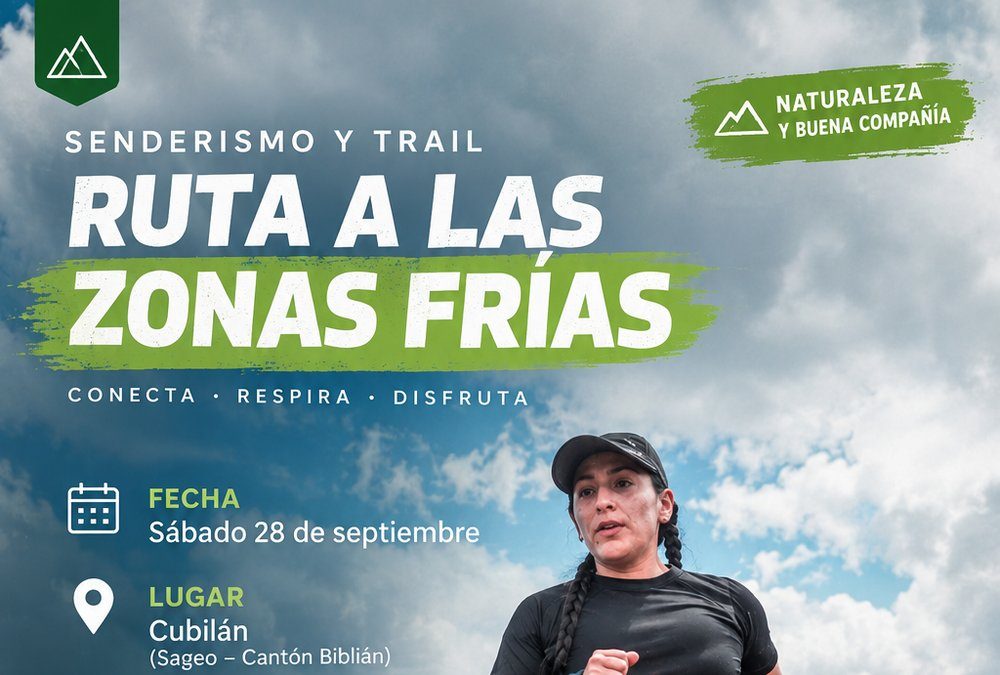 NATURALEZA
Y BUENA COMPAÑÍA
SENDERISMO Y TRAIL
RUTA A LAS
ZONAS FRÍAS
CONECTA · RESPIRA · DISFRUTA
FECHA
Sábado 28 de septiembre
LUGAR
Cubilán
(Sageo – Cantón Biblián)